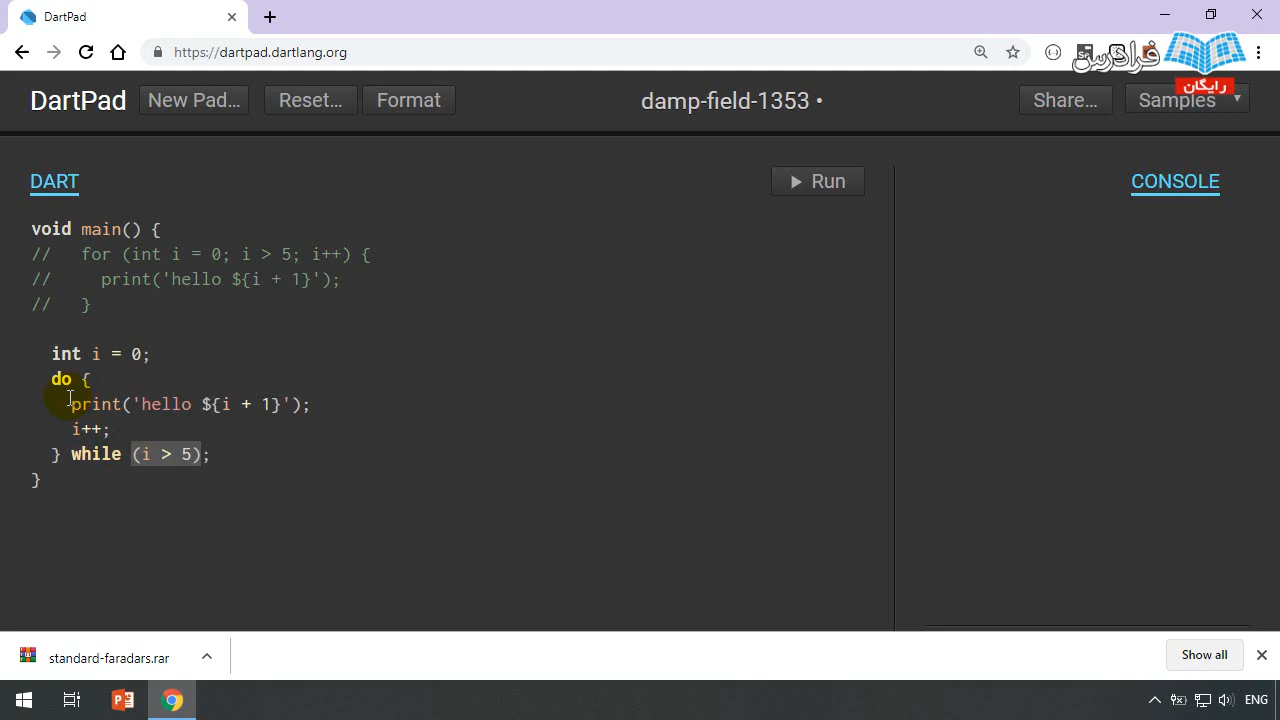 DartPad
https://dartpad.dartlang.org
فرادرس
رایگان
DartPad
New Pad...
Reset...
Format
damp-field-1353 •
Share...
Samples
DART
Run
CONSOLE
void main() {
//   for (int i = 0; i > 5; i++) {
//     print('hello ${i + 1}');
//   }
  int i = 0;
  do {
    print('hello ${i + 1}');
    i++;
  } while (i > 5);
}
standard-faradars.rar
Show all
ENG